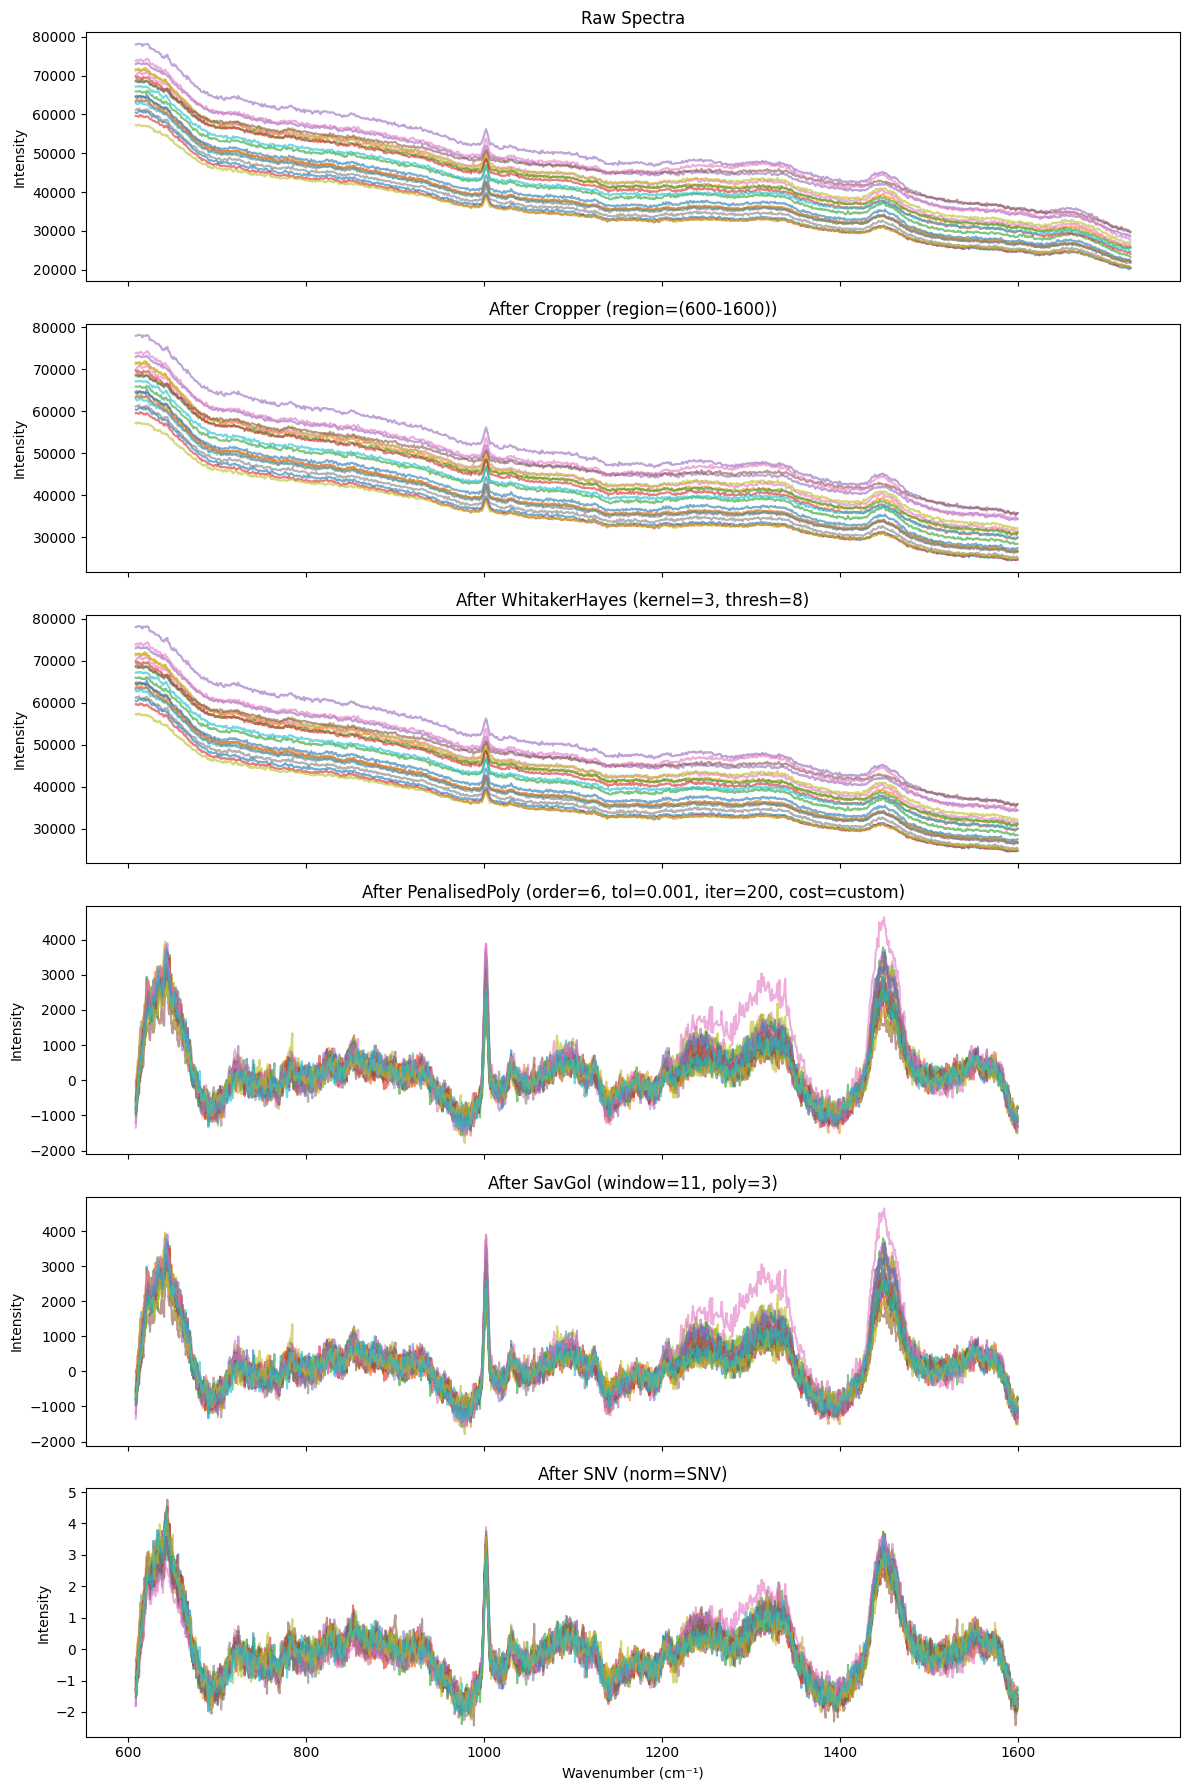 Raw Spectra
80000
70000
60000
50000
40000
30000
20000
Intensity
After Cropper (region=(600-1600))
80000
70000
60000
50000
40000
30000
Intensity
After WhitakerHayes (kernel=3, thresh=8)
80000
70000
60000
50000
40000
30000
Intensity
After PenalisedPoly (order=6, tol=0.001, iter=200, cost=custom)
4000
3000
2000
1000
0
−1000
−2000
Intensity
After SavGol (window=11, poly=3)
4000
3000
2000
1000
0
−1000
−2000
Intensity
After SNV (norm=SNV)
5
4
3
2
1
0
−1
−2
Intensity
600 800 1000 1200 1400 1600
Wavenumber (cm⁻¹)